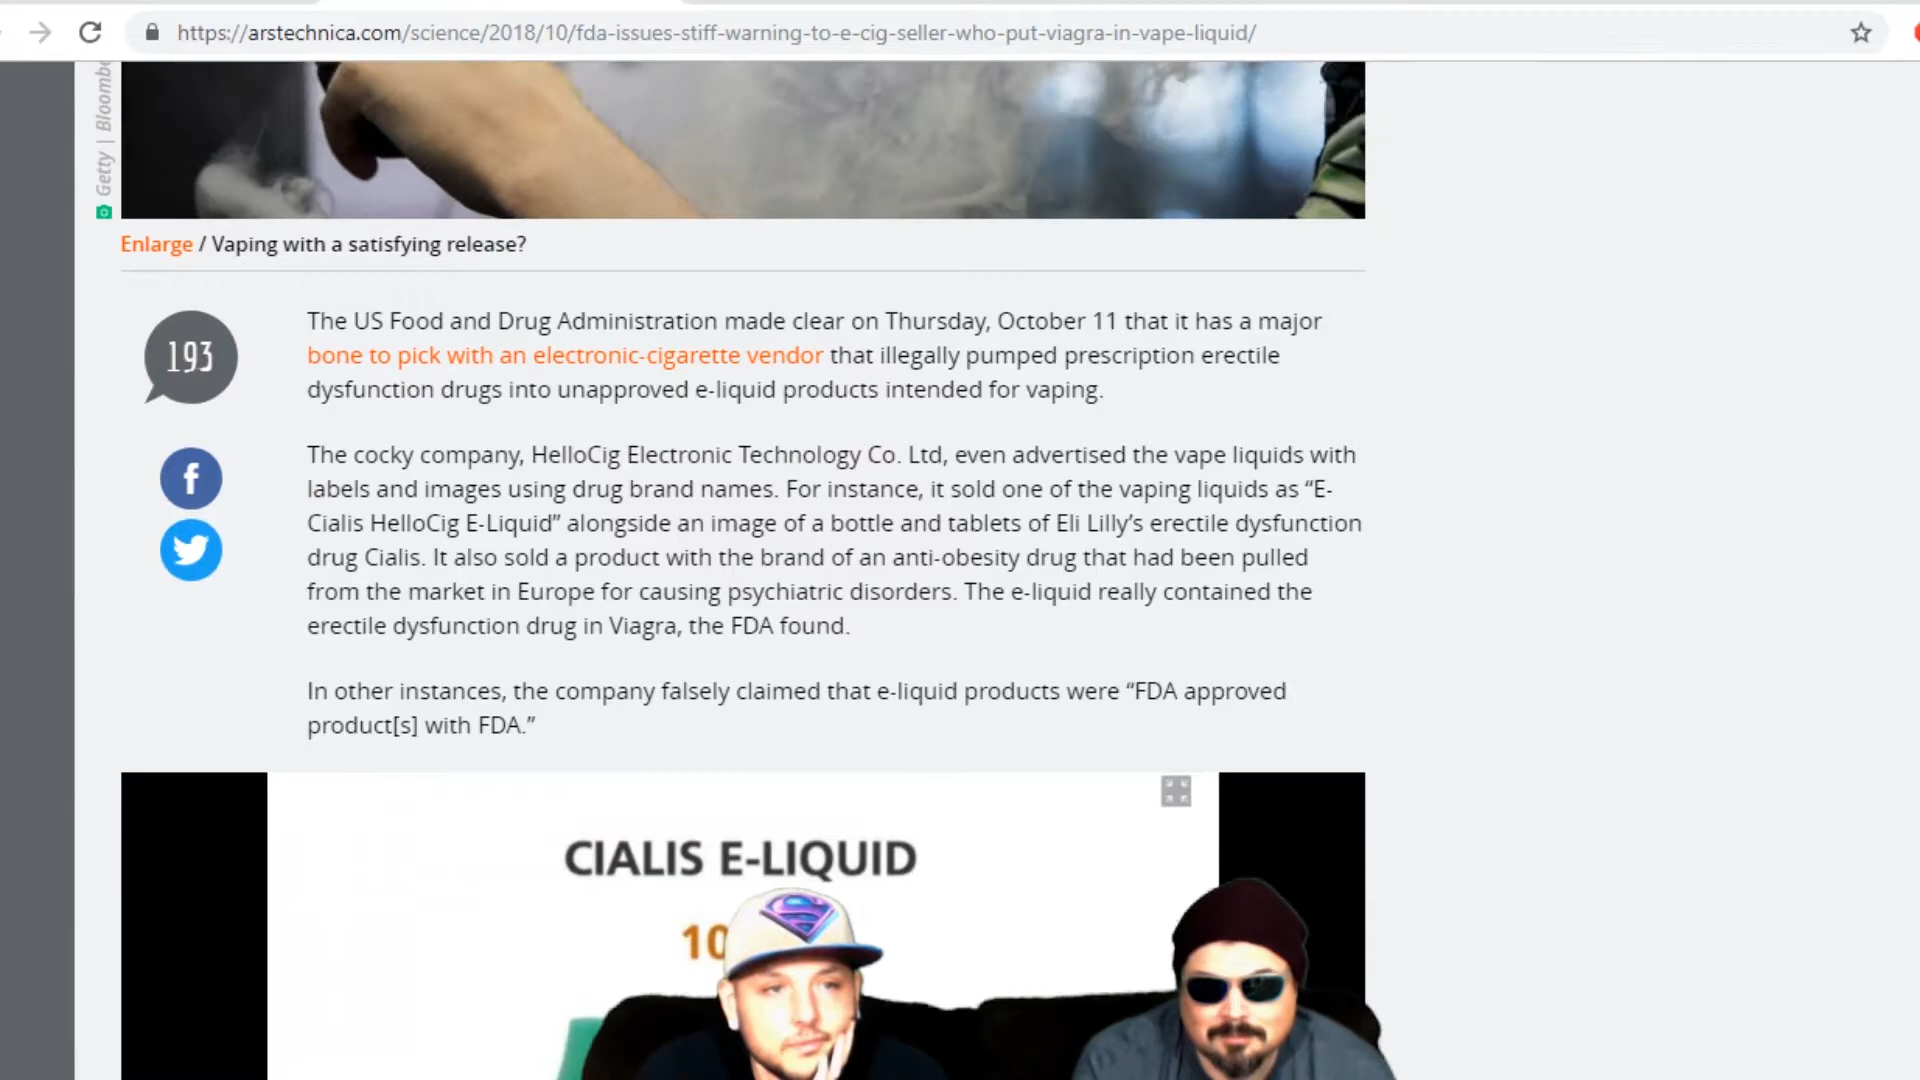 https://arstechnica.com/science/2018/10/fda-issues-stiff-warning-to-e-cig-seller-who-put-viagra-in-vape-liquid/
Getty | Bloombe
Enlarge / Vaping with a satisfying release?
193
The US Food and Drug Administration made clear on Thursday, October 11 that it has a major
bone to pick with an electronic-cigarette vendor that illegally pumped prescription erectile
dysfunction drugs into unapproved e-liquid products intended for vaping.
The cocky company, HelloCig Electronic Technology Co. Ltd, even advertised the vape liquids with
labels and images using drug brand names. For instance, it sold one of the vaping liquids as “E-
Cialis HelloCig E-Liquid” alongside an image of a bottle and tablets of Eli Lilly’s erectile dysfunction
drug Cialis. It also sold a product with the brand of an anti-obesity drug that had been pulled
from the market in Europe for causing psychiatric disorders. The e-liquid really contained the
erectile dysfunction drug in Viagra, the FDA found.
In other instances, the company falsely claimed that e-liquid products were “FDA approved
product[s] with FDA.”
CIALIS E-LIQUID
10